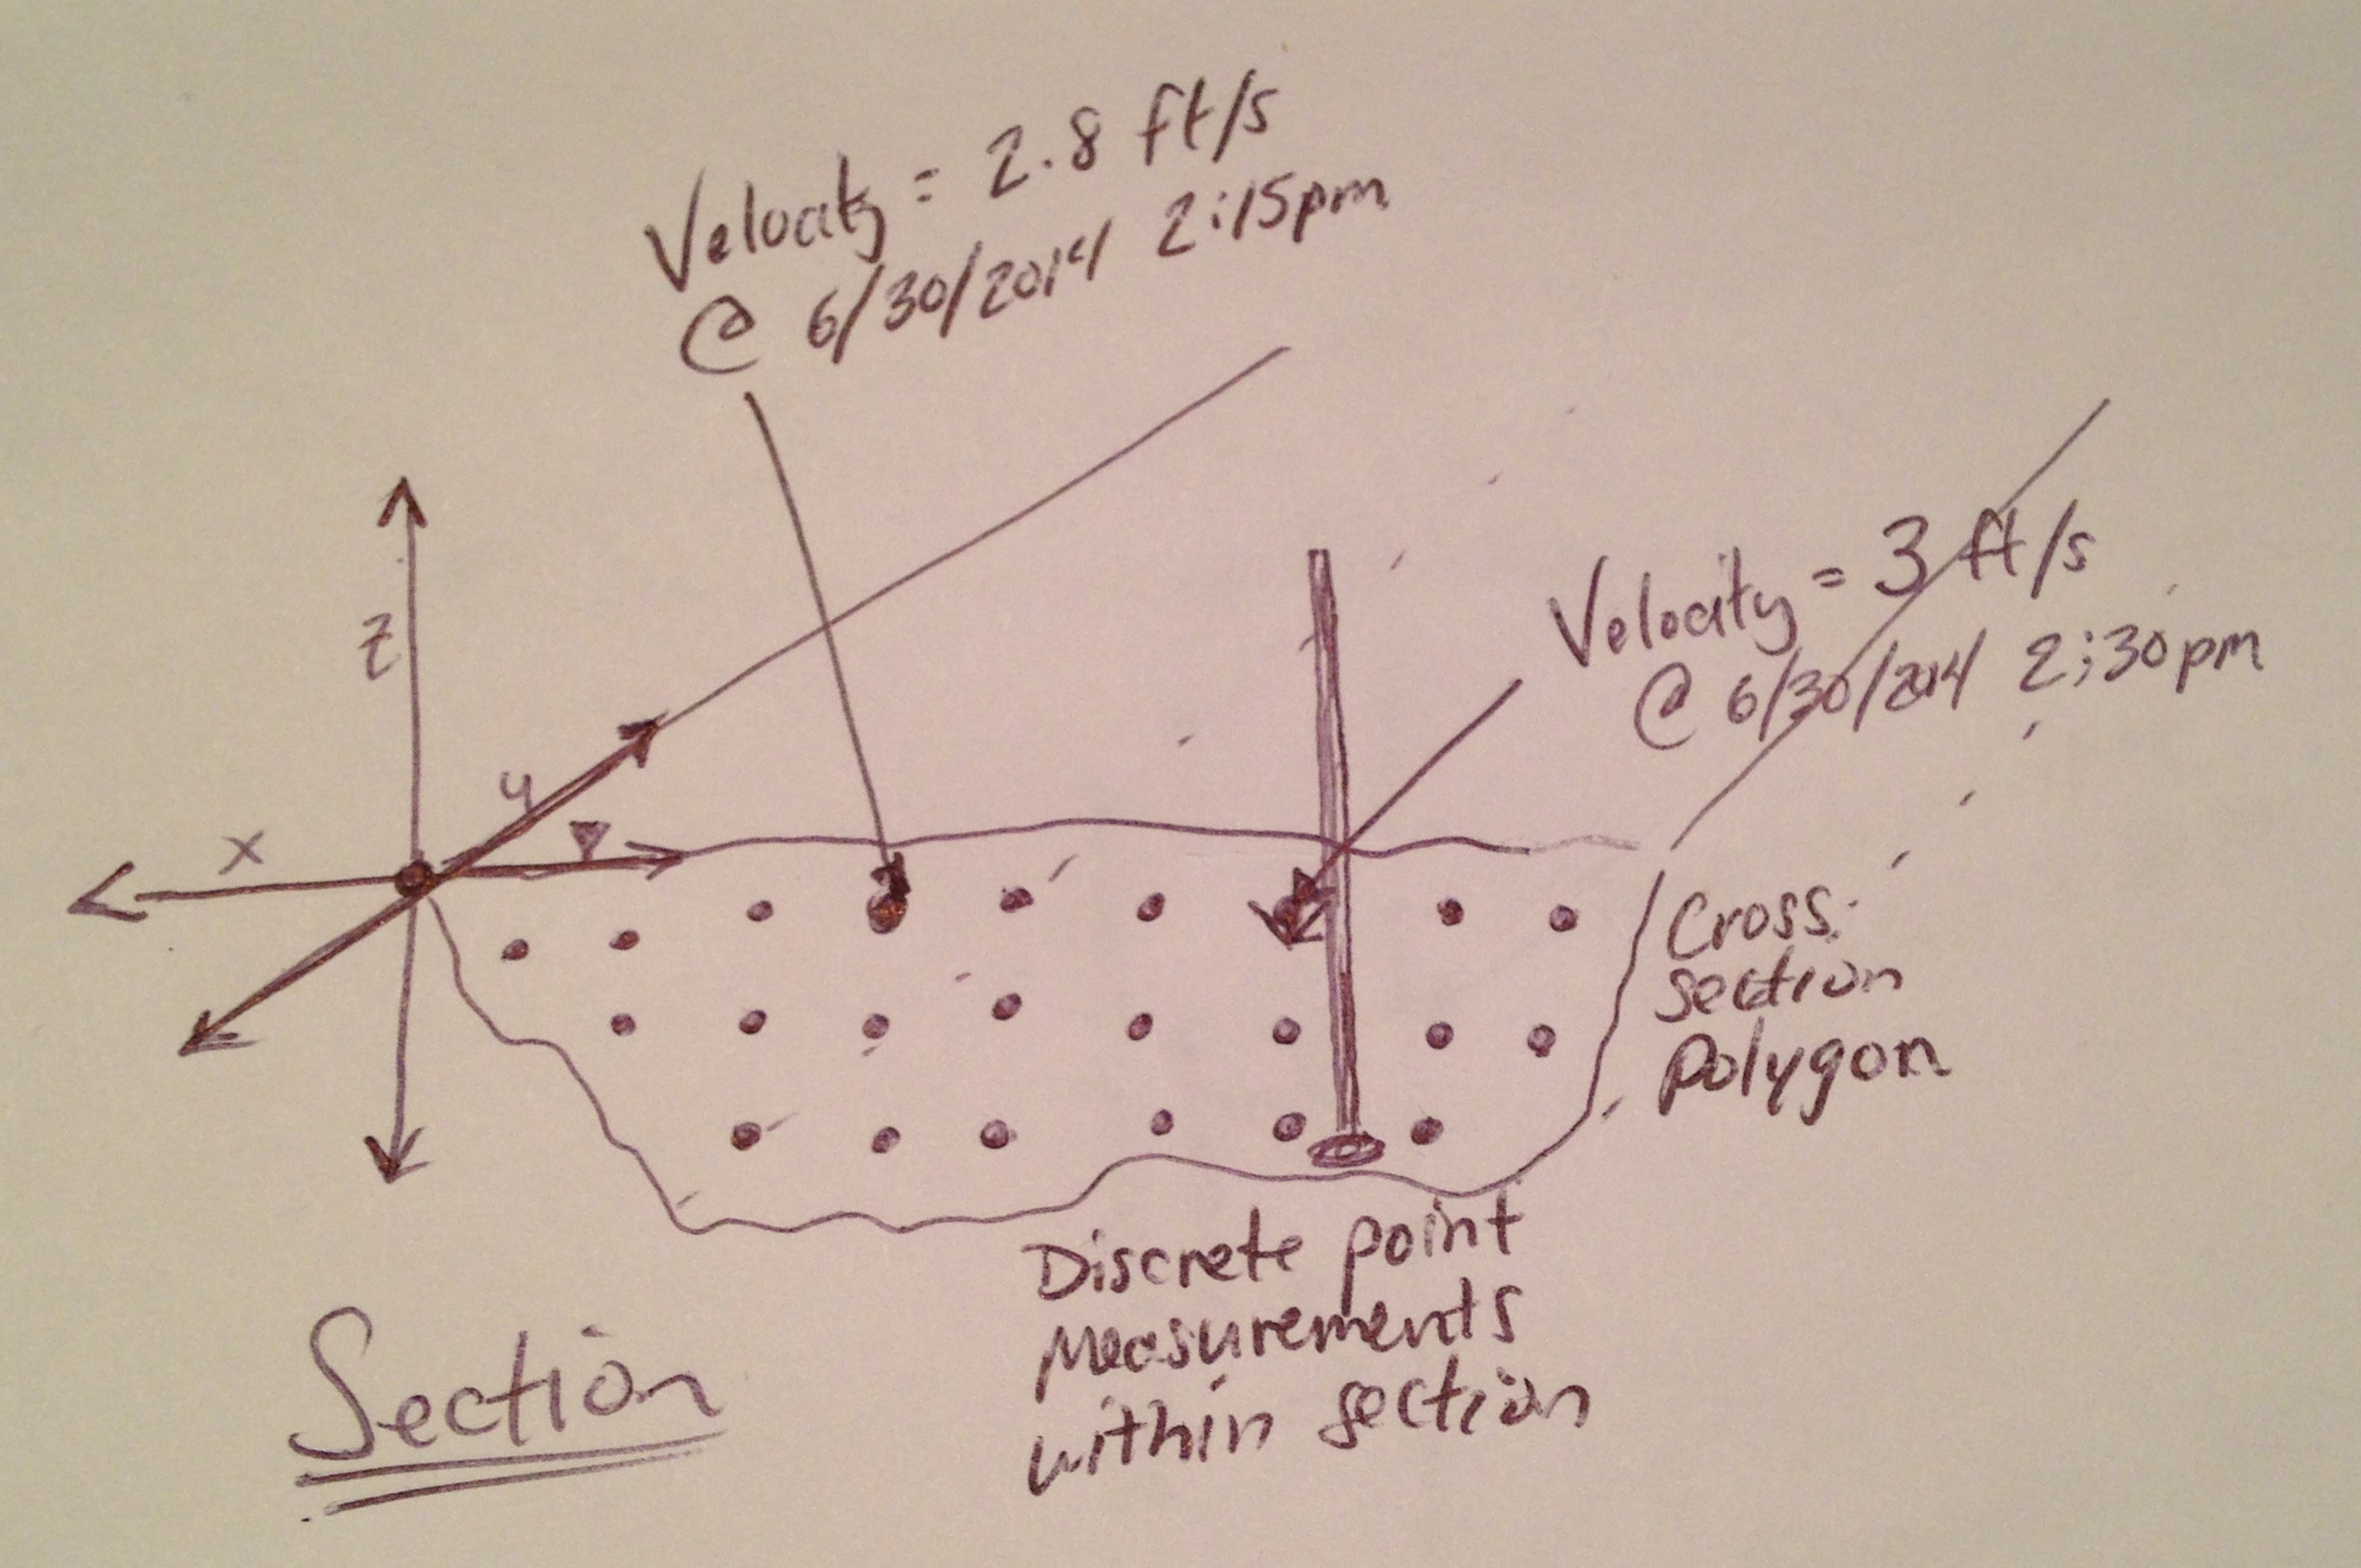 Velocity = 2.8 ft/s
@ 6/30/2014 2:15pm
Velocity = 3 ft/s
@ 6/30/2014 2:30pm
z
y
x
Cross-
section
Polygon
Discrete point
Measurements
within section
Section